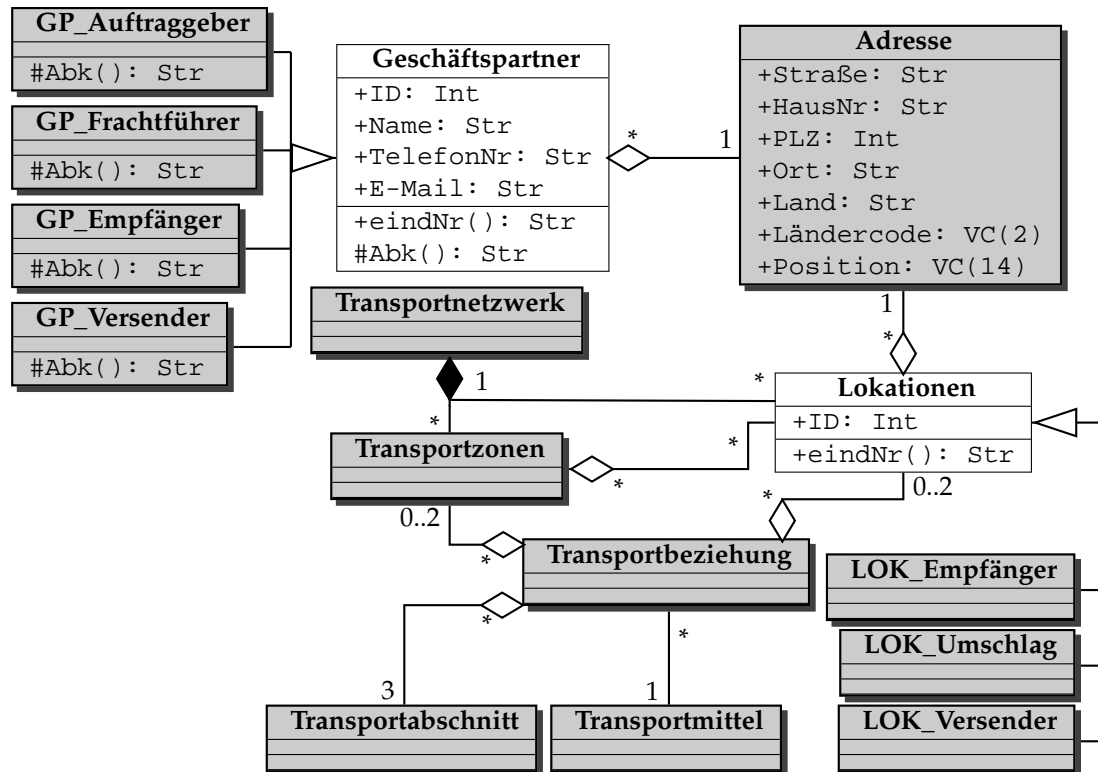 GP_Auftraggeber
#Abk(): Str
GP_Frachtführer
#Abk(): Str
GP_Empfänger
#Abk(): Str
GP_Versender
#Abk(): Str
Geschäftspartner
+ID: Int
+Name: Str
+TelefonNr: Str
+E-Mail: Str
+eindNr(): Str
#Abk(): Str
*
1
Adresse
+Straße: Str
+HausNr: Str
+PLZ: Int
+Ort: Str
+Land: Str
+Ländercode: VC(2)
+Position: VC(14)
1
*
Transportnetzwerk
1
*
*
Lokationen
+ID: Int
+eindNr(): Str
Transportzonen
*
*
0..2
*
0..2
*
Transportbeziehung
*
*
3
1
Transportabschnitt
Transportmittel
LOK_Empfänger
LOK_Umschlag
LOK_Versender